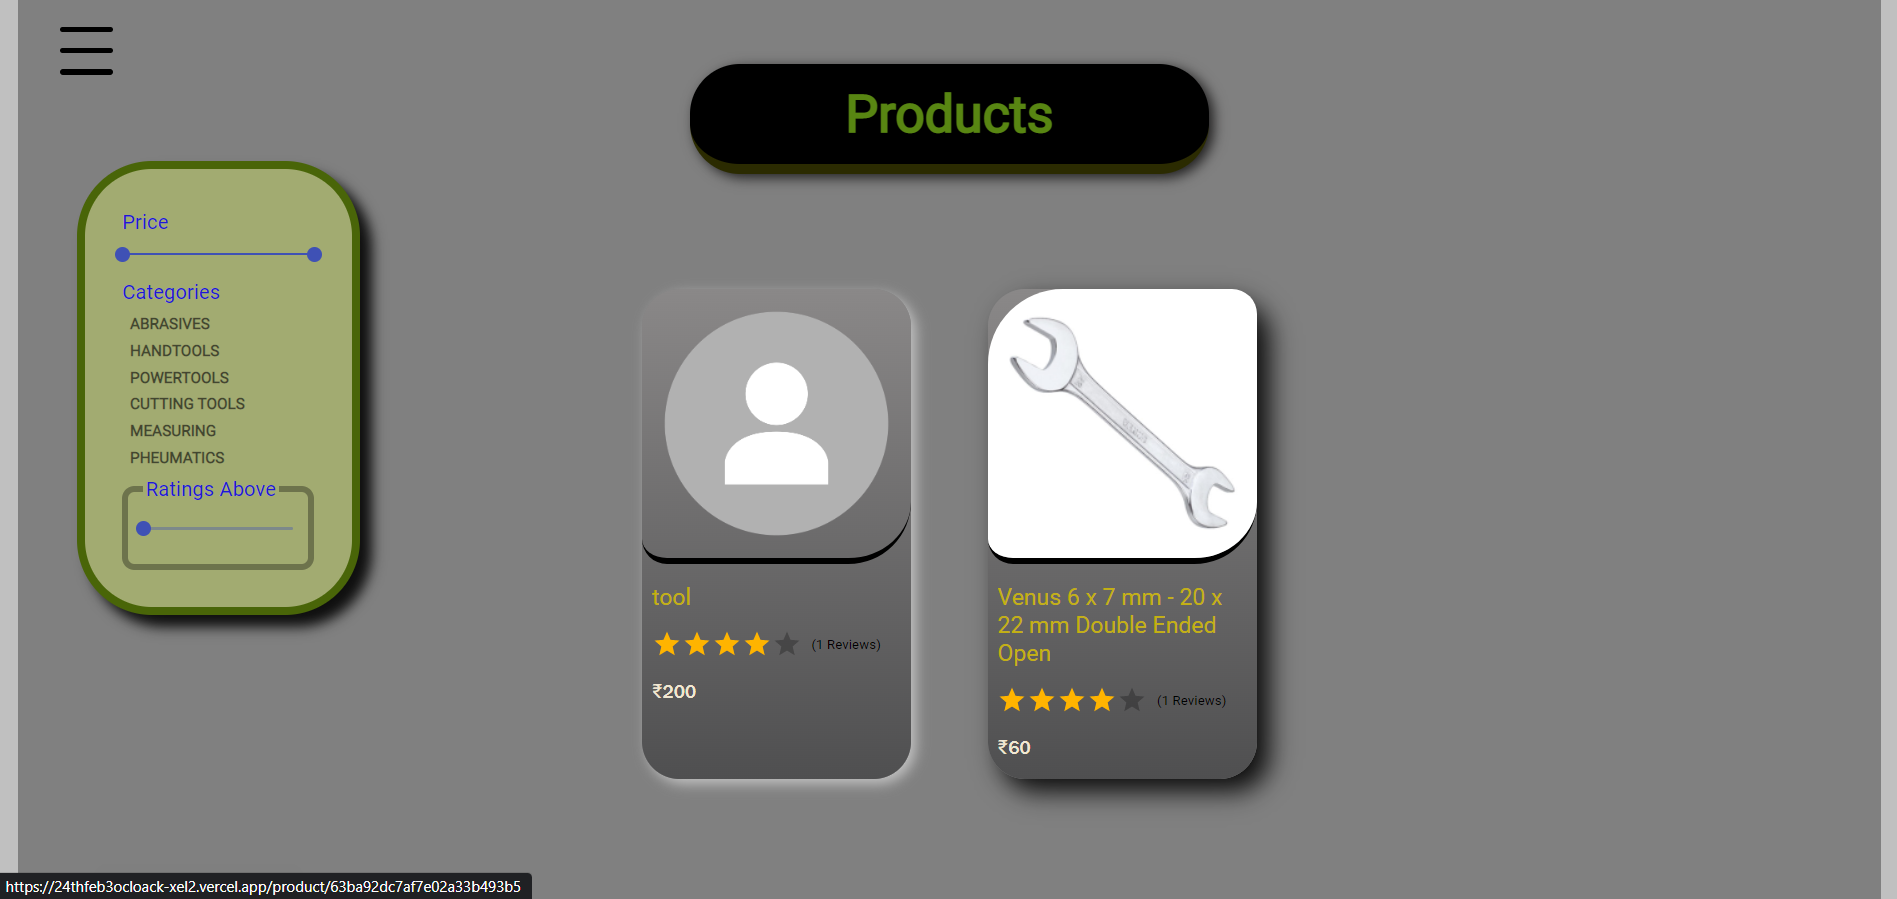 Products
Price
Categories
ABRASIVES
HANDTOOLS
POWERTOOLS
CUTTING TOOLS
MEASURING
PHEUMATICS
Ratings Above
tool
(1 Reviews)
₹200
Venus 6 x 7 mm - 20 x
22 mm Double Ended
Open
(1 Reviews)
₹60
https://24thfeb3ocloack-xel2.vercel.app/product/63ba92dc7af7e02a33b493b5